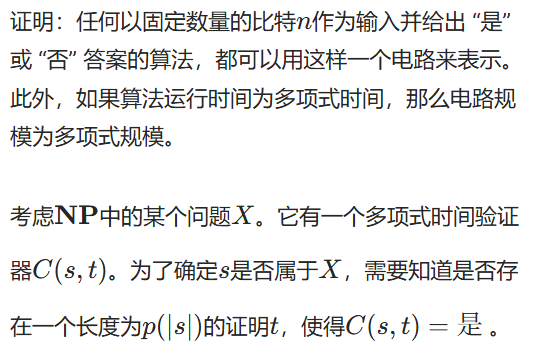 证明：任何以固定数量的比特n作为输入并给出 “是”
或 “否” 答案的算法，都可以用这样一个电路来表示。
此外，如果算法运行时间为多项式时间，那么电路规
模为多项式规模。
考虑NP中的某个问题X。它有一个多项式时间验证
器C(s, t)。为了确定s是否属于X，需要知道是否存
在一个长度为p(|s|)的证明t，使得C(s, t) = 是 。